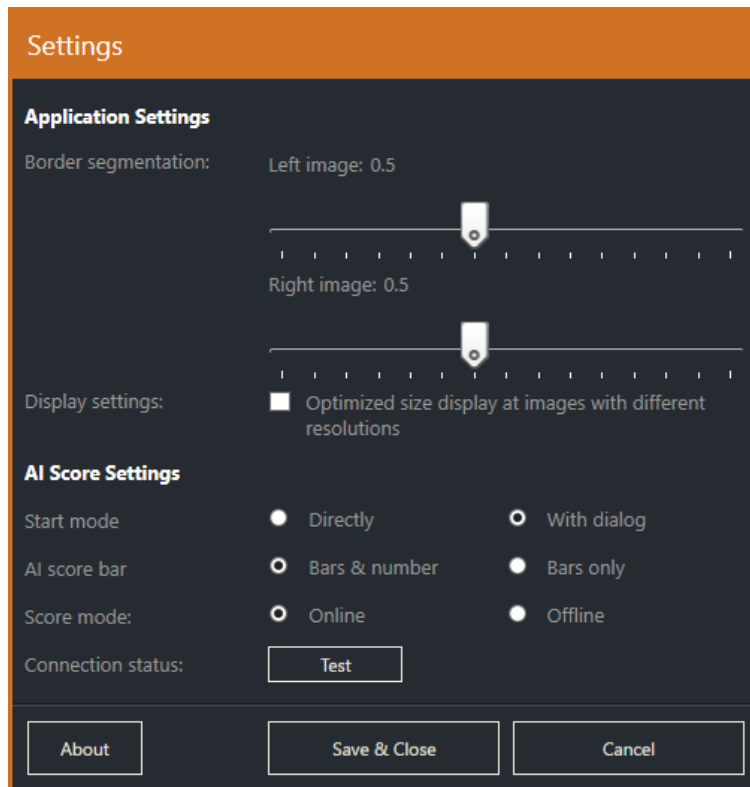 Settings
Application Settings
Border segmentation:
Left image: 0.5
Right image: 0.5
Display settings:
Optimized size display at images with different
resolutions
AI Score Settings
Start mode
Directly
With dialog
AI score bar
Bars & number
Bars only
Score mode:
Online
Offline
Connection status:
Test
About
Save & Close
Cancel